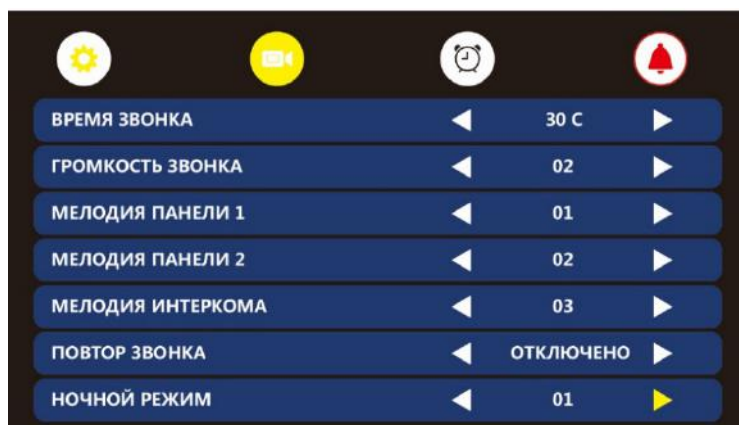 ВРЕМЯ ЗВОНКА 30 С
ГРОМКОСТЬ ЗВОНКА 02
МЕЛОДИЯ ПАНЕЛИ 1 01
МЕЛОДИЯ ПАНЕЛИ 2 02
МЕЛОДИЯ ИНТЕРКОМА 03
ПОВТОР ЗВОНКА ОТКЛЮЧЕНО
НОЧНОЙ РЕЖИМ 01